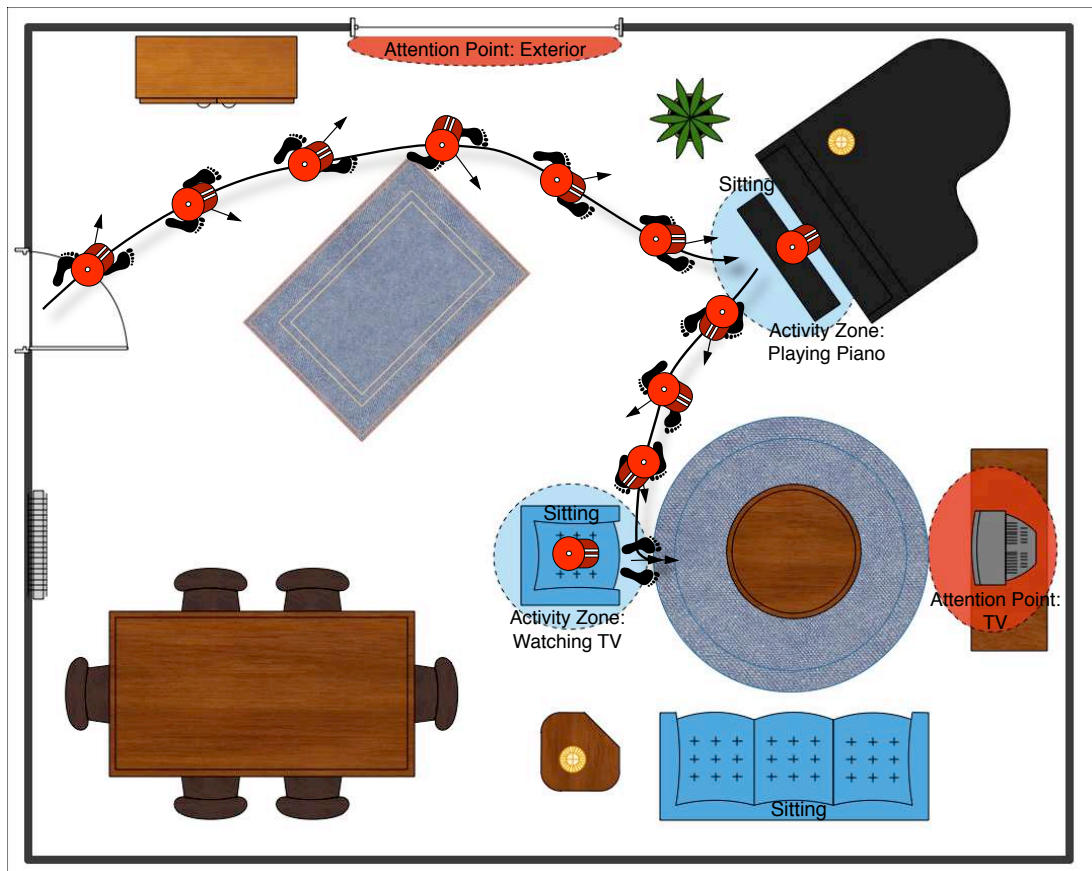 Attention Point: Exterior
Sitting
Activity Zone:
Playing Piano
Sitting
Activity Zone:
Watching TV
Attention Point:
TV
Sitting